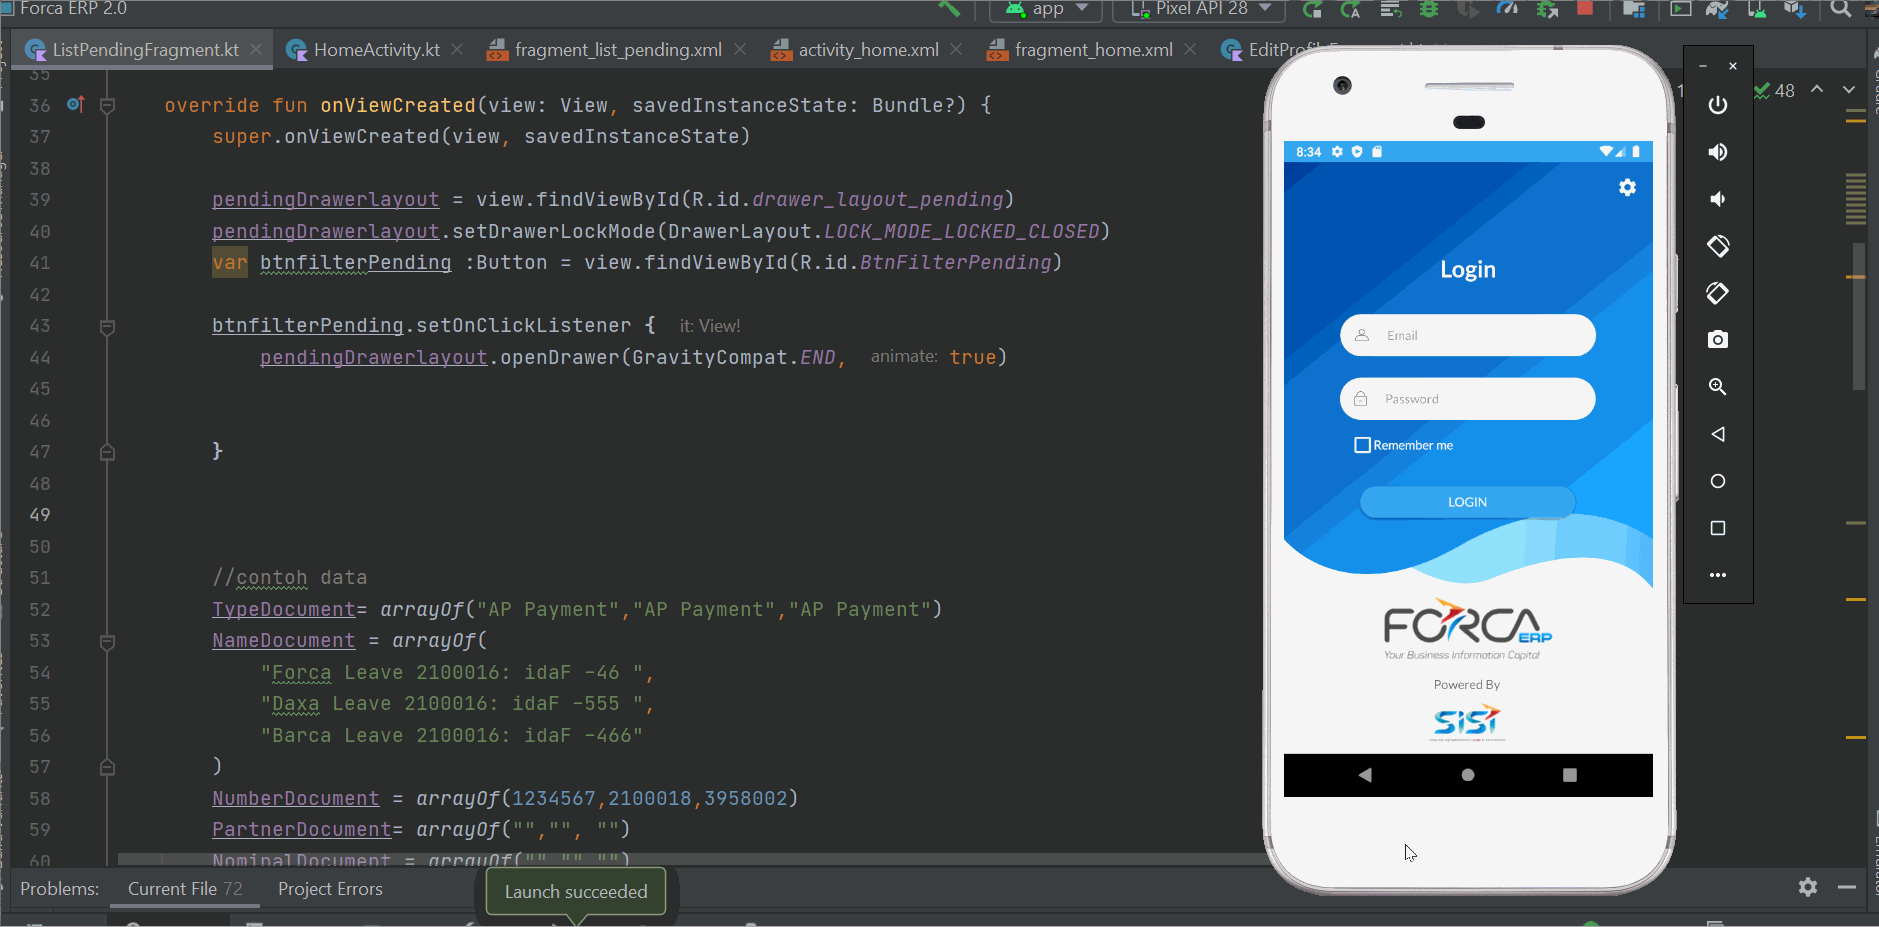 Forca ERP 2.0
app
Pixel API 28
ListPendingFragment.kt
HomeActivity.kt
fragment_list_pending.xml
activity_home.xml
fragment_home.xml
35
48
36 override fun onViewCreated(view: View, savedInstanceState: Bundle?) {
37 super.onViewCreated(view, savedInstanceState)
38
39 pendingDrawerlayout = view.findViewById(R.id.drawer_layout_pending)
40 pendingDrawerlayout.setDrawerLockMode(DrawerLayout.LOCK_MODE_LOCKED_CLOSED)
41 var btnfilterPending :Button = view.findViewById(R.id.BtnFilterPending)
42
43 btnfilterPending.setOnClickListener { it: View!
44 pendingDrawerlayout.openDrawer(GravityCompat.END, animate: true)
45
46
47 }
48
49
50
51 //contoh data
52 TypeDocument= arrayOf("AP Payment","AP Payment","AP Payment")
53 NameDocument = arrayOf(
54 "Forca Leave 2100016: idaF -46 ",
55 "Daxa Leave 2100016: idaF -555 ",
56 "Barca Leave 2100016: idaF -466"
57 )
58 NumberDocument = arrayOf(1234567,2100018,3958002)
59 PartnerDocument= arrayOf("","", "")
60 NominalDocument = arrayOf("","","")
Problems:
Current File 72
Project Errors
Launch succeeded
8:34
Login
Email
Password
Remember me
LOGIN
FORCA ERP
Your Business Information Capital
Powered By
SISI